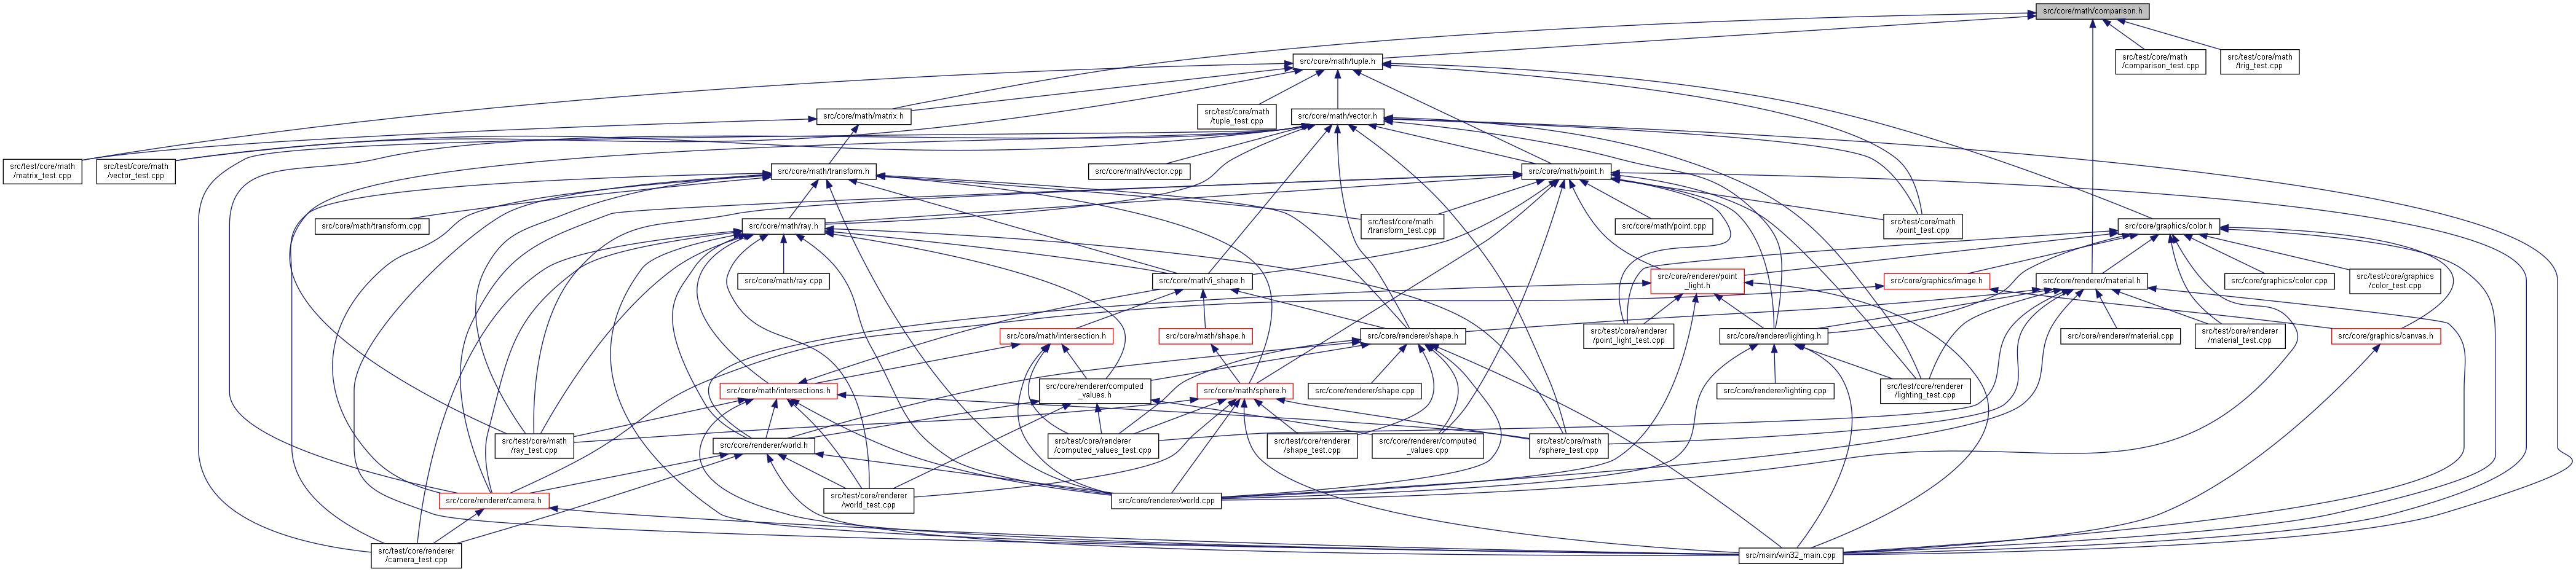 src/core/math/comparison.h
src/core/math/tuple.h
src/test/core/math
/comparison_test.cpp
src/test/core/math
/trig_test.cpp
src/core/math/matrix.h
src/test/core/math
/tuple_test.cpp
src/core/math/vector.h
src/test/core/math
/matrix_test.cpp
src/test/core/math
/vector_test.cpp
src/core/math/transform.h
src/core/math/vector.cpp
src/core/math/point.h
src/core/math/transform.cpp
src/core/math/ray.h
src/test/core/math
/transform_test.cpp
src/core/math/point.cpp
src/test/core/math
/point_test.cpp
src/core/graphics/color.h
src/core/math/ray.cpp
src/core/math/i_shape.h
src/core/renderer/point
_light.h
src/core/graphics/image.h
src/core/renderer/material.h
src/core/graphics/color.cpp
src/test/core/graphics
/color_test.cpp
src/core/math/intersection.h
src/core/math/shape.h
src/core/renderer/shape.h
src/test/core/renderer
/point_light_test.cpp
src/core/renderer/lighting.h
src/core/renderer/material.cpp
src/test/core/renderer
/material_test.cpp
src/core/graphics/canvas.h
src/core/math/intersections.h
src/core/renderer/computed
_values.h
src/core/math/sphere.h
src/core/renderer/shape.cpp
src/core/renderer/lighting.cpp
src/test/core/renderer
/lighting_test.cpp
src/test/core/math
/ray_test.cpp
src/core/renderer/world.h
src/test/core/renderer
/computed_values_test.cpp
src/test/core/renderer
/shape_test.cpp
src/core/renderer/computed
_values.cpp
src/test/core/math
/sphere_test.cpp
src/core/renderer/camera.h
src/test/core/renderer
/world_test.cpp
src/core/renderer/world.cpp
src/test/core/renderer
/camera_test.cpp
src/main/win32_main.cpp